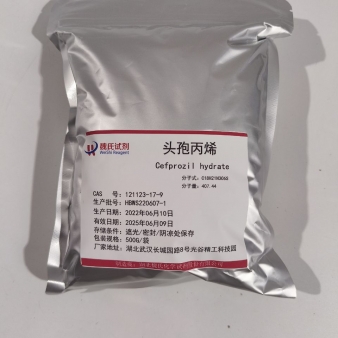 魏氏试剂
Weishi Reagent
头孢丙烯
Cefprozil hydrate
分子式：C18H21N3O6S
分子量：407.44
CAS 号：121123-17-9
生产批号：HBWS220607-1
生产日期：2022年06月10日
有效日期：2025年06月09日
存储条件：遮光/密封/阴凉处保存
包装规格：500G/袋
厂家地址：湖北武汉长城园路8号光谷精工科技园